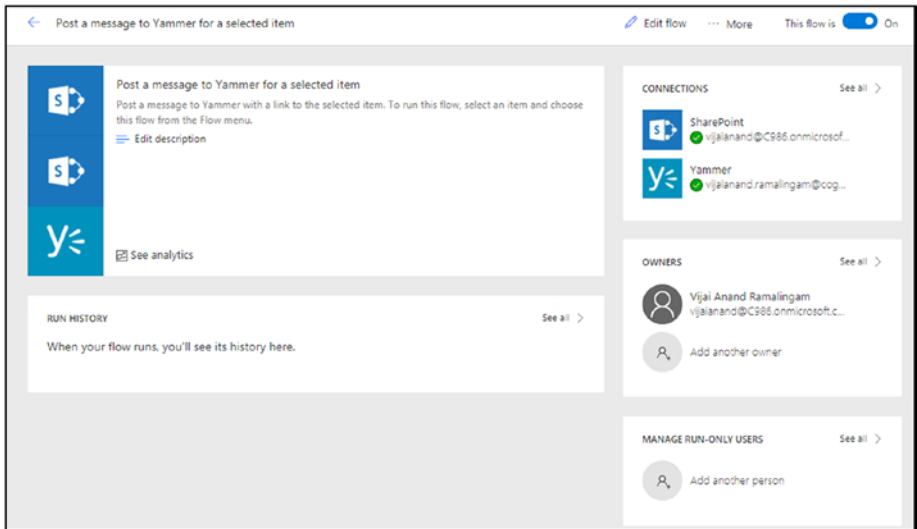 Post a message to Yammer for a selected item
Edit flow
... More
This flow is
On
Post a message to Yammer for a selected item
Post a message to Yammer with a link to the selected item. To run this flow, select an item and choose
this flow from the Flow menu.
Edit description
See analytics
RUN HISTORY
See all
When your flow runs, you'll see its history here.
CONNECTIONS
See all
SharePoint
vijaianand@C986.onmicrosof...
Yammer
vijaianand.ramalingam@cog...
OWNERS
See all
Vijai Anand Ramalingam
vijaianand@C986.onmicrosoft.c...
Add another owner
MANAGE RUN-ONLY USERS
See all
Add another person